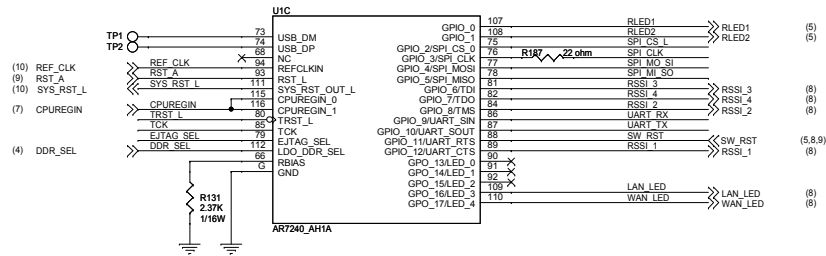 U1C
TP1 73 USB_DM GPIO_0 107 RLED1 RLED1 (5)
TP2 74 USB_DP GPIO_1 108 RLED2 RLED2 (5)
68 NC GPIO_2/SPI_CS_0 75 SPI_CS_L
(10) REF_CLK REF_CLK 94 REFCLKIN GPIO_3/SPI_CLK 76 R187 22 ohm SPI_CLK
(9) RST_A RST_A 93 RST_L GPIO_4/SPI_MOSI 77 SPI_MO_SI
(10) SYS_RST_L SYS_RST_L 111 SYS_RST_OUT_L GPIO_5/SPI_MISO 78 SPI_MI_SO
115 CPUREGIN_0 GPIO_6/TDI 81 RSSI_3 RSSI_3 (8)
(7) CPUREGIN CPUREGIN 116 CPUREGIN_1 GPIO_7/TDO 82 RSSI_4 RSSI_4 (8)
TRST_L 80 TRST_L GPIO_8/TMS 84 RSSI_2 RSSI_2 (8)
TCK 85 TCK GPIO_9/UART_SIN 86 UART_RX
EJTAG_SEL 79 EJTAG_SEL GPIO_10/UART_SOUT 87 UART_TX
(4) DDR_SEL DDR_SEL 112 LDO_DDR_SEL GPIO_11/UART_RTS 88 SW_RST SW_RST (5,8,9)
66 RBIAS GPIO_12/UART_CTS 89 RSSI_1 RSSI_1 (8)
G GND GPO_13/LED_0 90
GPO_14/LED_1 91
GPO_15/LED_2 92
R131 GPO_16/LED_3 109 LAN_LED LAN_LED (8)
2.37K GPO_17/LED_4 110 WAN_LED WAN_LED (8)
1/16W
AR7240_AH1A